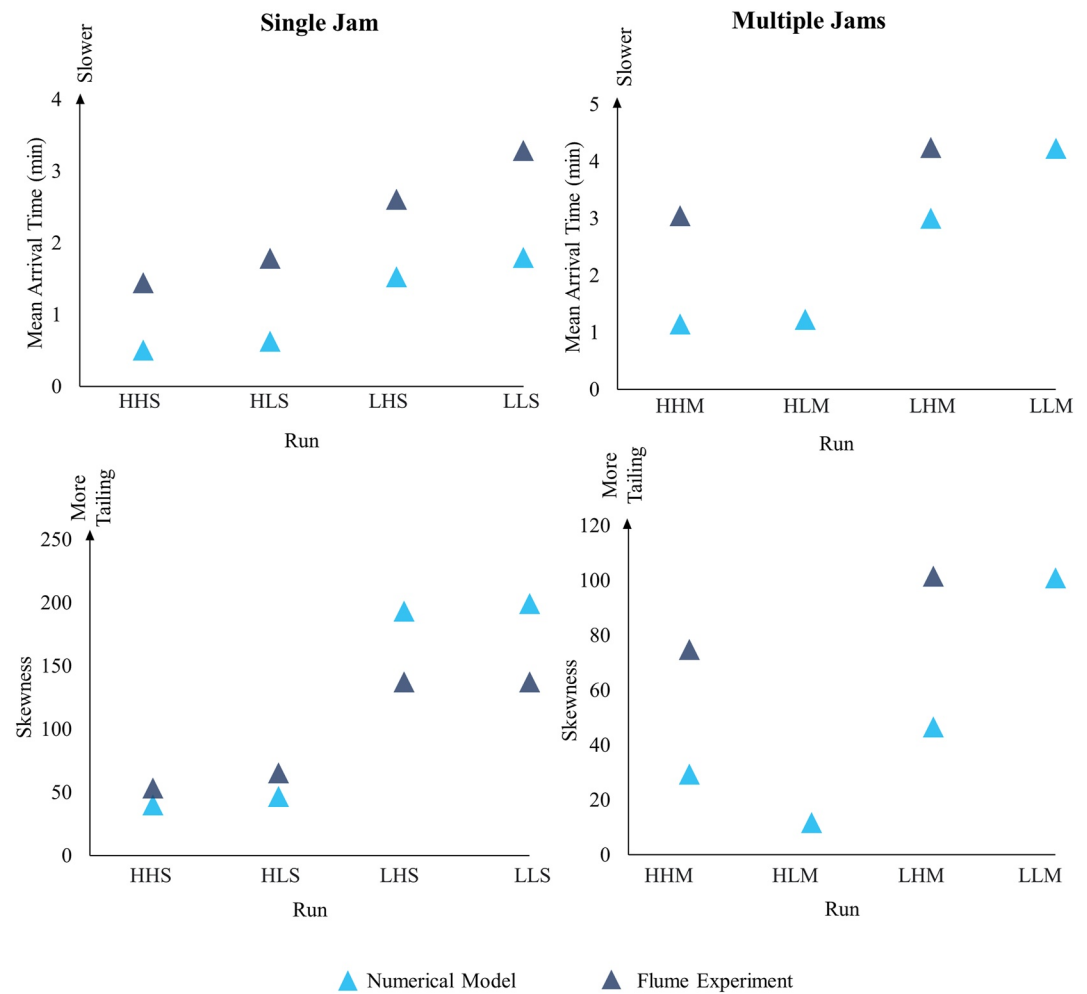 Single Jam
Multiple Jams
Slower
Mean Arrival Time (min)
4
3
2
1
0
HHS HLS LHS LLS
Run
Slower
Mean Arrival Time (min)
5
4
3
2
1
0
HHM HLM LHM LLM
Run
More
Tailing
Skewness
250
200
150
100
50
0
HHS HLS LHS LLS
Run
More
Tailing
Skewness
120
100
80
60
40
20
0
HHM HLM LHM LLM
Run
Numerical Model
Flume Experiment